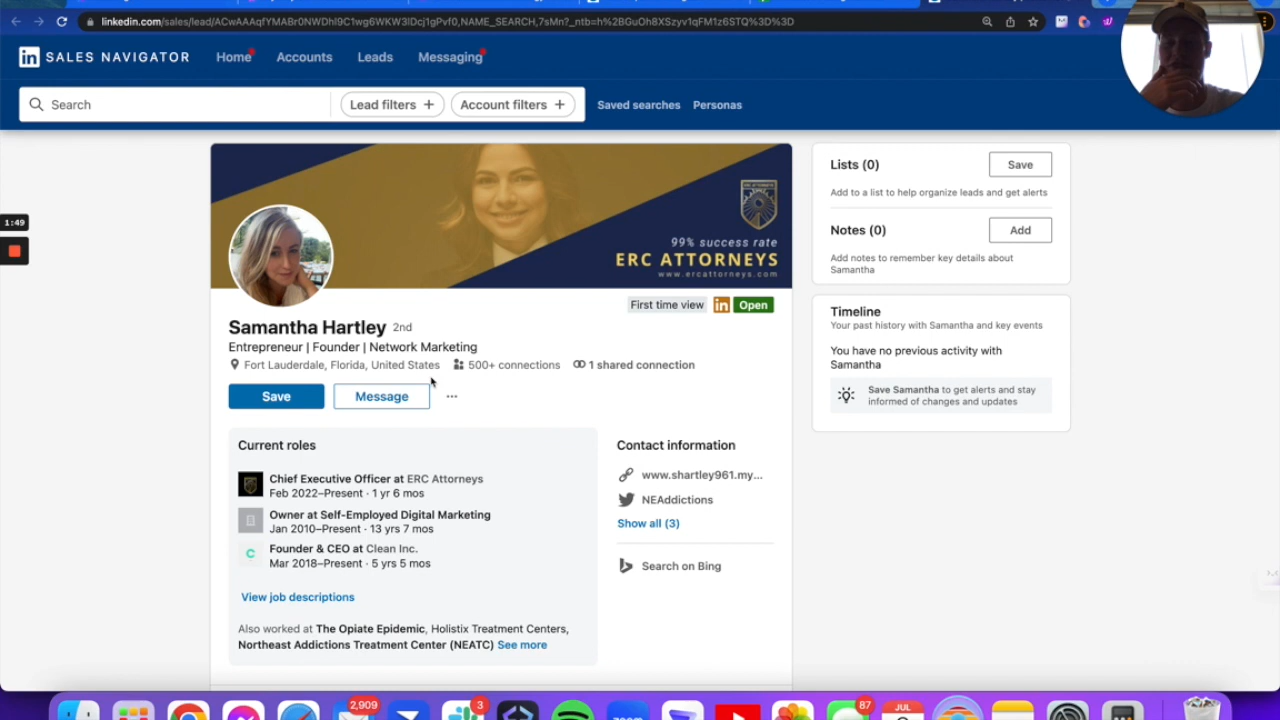 linkedin.com/sales/lead/ACwAAAqfYMABr0NWDhl9C1wg6WKW3lDcj1gPvf0,NAME_SEARCH,7sMn?_ntb=h%2BGuOh8XSzyv1qFM1z6STQ%3D%3D
in SALES NAVIGATOR
Home
Accounts
Leads
Messaging
Search
Lead filters +
Account filters +
Saved searches
Personas
1:49
ERC ATTORNEYS
99% success rate
ERC ATTORNEYS
www.ercattorneys.com
First time view
in
Open
Samantha Hartley 2nd
Entrepreneur | Founder | Network Marketing
Fort Lauderdale, Florida, United States
500+ connections
1 shared connection
Save
Message
...
Current roles
Chief Executive Officer at ERC Attorneys
Feb 2022–Present · 1 yr 6 mos
Owner at Self-Employed Digital Marketing
Jan 2010–Present · 13 yrs 7 mos
C
Founder & CEO at Clean Inc.
Mar 2018–Present · 5 yrs 5 mos
View job descriptions
Also worked at The Opiate Epidemic, Holistix Treatment Centers,
Northeast Addictions Treatment Center (NEATC) See more
Contact information
www.shartley961.my...
NEAddictions
Show all (3)
Search on Bing
Lists (0)
Save
Add to a list to help organize leads and get alerts
Notes (0)
Add
Add notes to remember key details about
Samantha
Timeline
Your past history with Samantha and key events
You have no previous activity with
Samantha
Save Samantha to get alerts and stay
informed of changes and updates
2,909
3
zoom
87
JUL